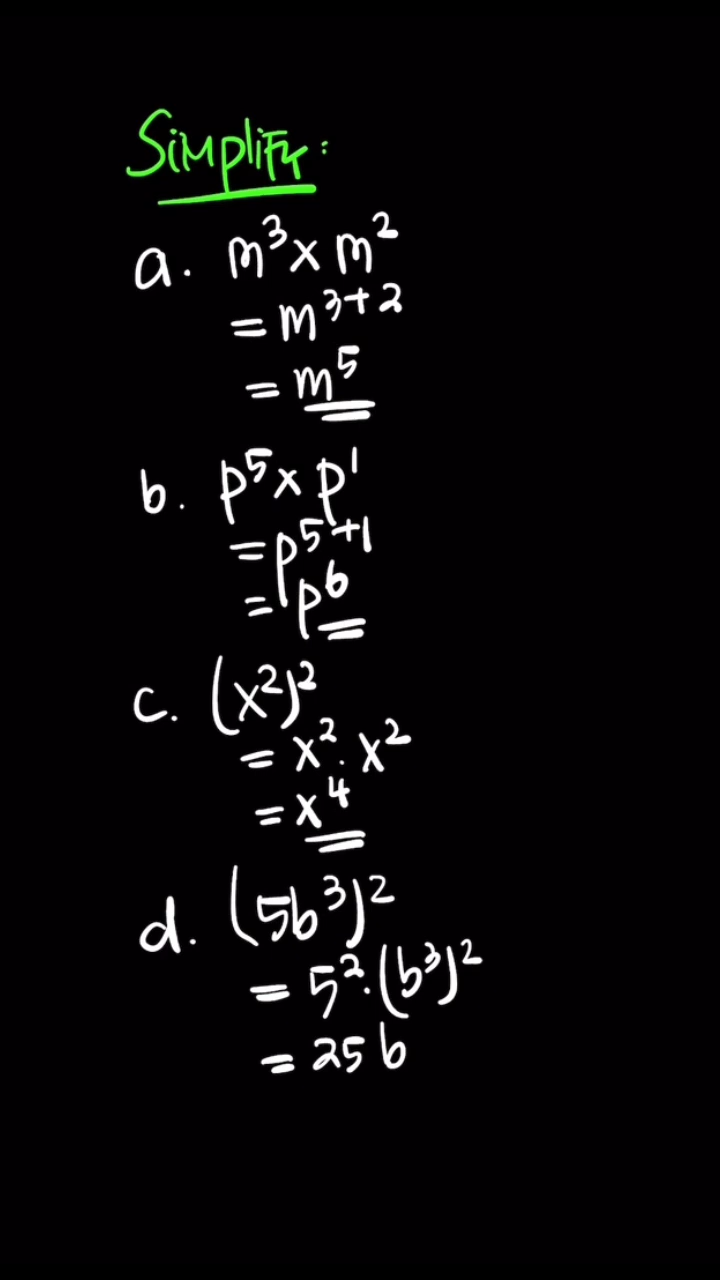 Simplify:
a. m³ x m²
= m³⁺²
= m⁵
b. p⁵ x p¹
= p⁵⁺¹
= p⁶
c. (x²)²
= x² . x²
= x⁴
d. (5b³)²
= 5² . (b³)²
= 25 b